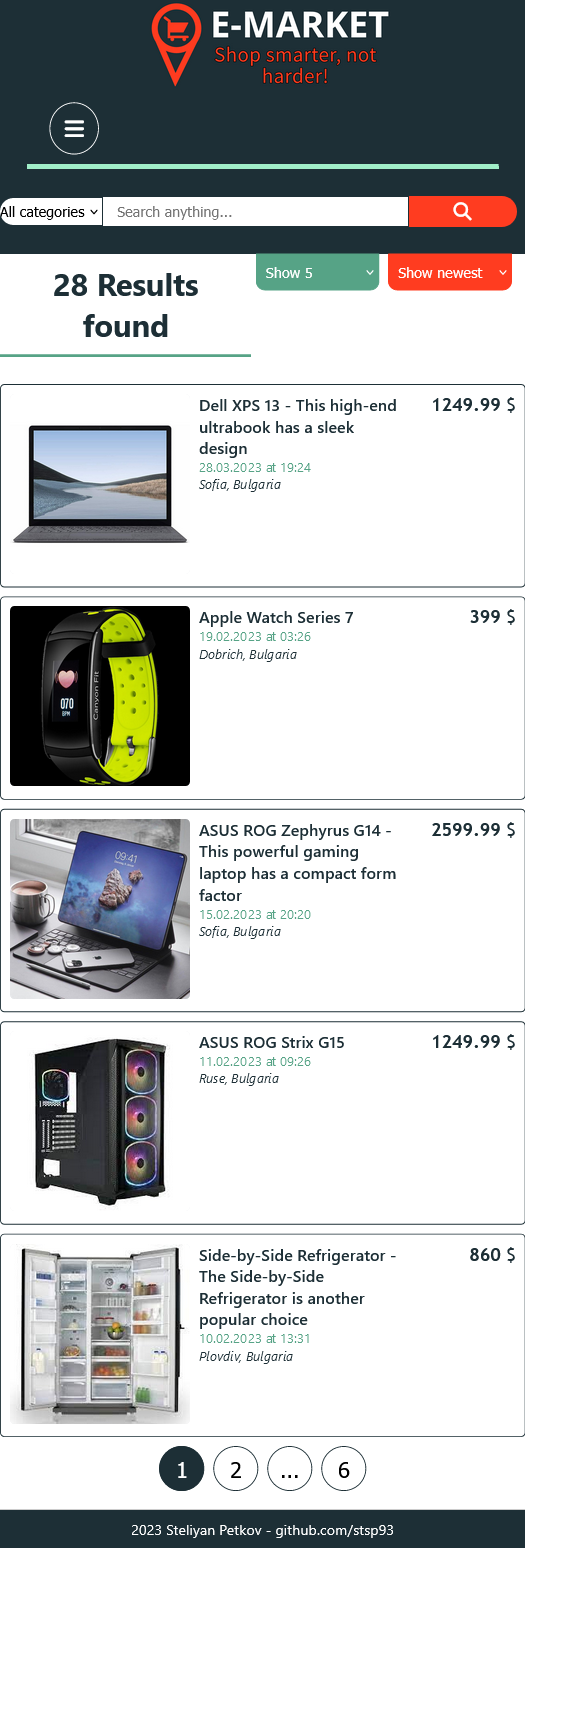 E-MARKET
Shop smarter, not
harder!
All categories
Search anything...
28 Results
found
Show 5
Show newest
Dell XPS 13 - This high-end
ultrabook has a sleek
design
1249.99 $
28.03.2023 at 19:24
Sofia, Bulgaria
Apple Watch Series 7
399 $
19.02.2023 at 03:26
Dobrich, Bulgaria
070
BPM
Canyon Fit
ASUS ROG Zephyrus G14 -
This powerful gaming
laptop has a compact form
factor
2599.99 $
15.02.2023 at 20:20
Sofia, Bulgaria
09:41
ASUS ROG Strix G15
1249.99 $
11.02.2023 at 09:26
Ruse, Bulgaria
Side-by-Side Refrigerator -
The Side-by-Side
Refrigerator is another
popular choice
860 $
10.02.2023 at 13:31
Plovdiv, Bulgaria
1 2 ... 6
2023 Steliyan Petkov - github.com/stsp93